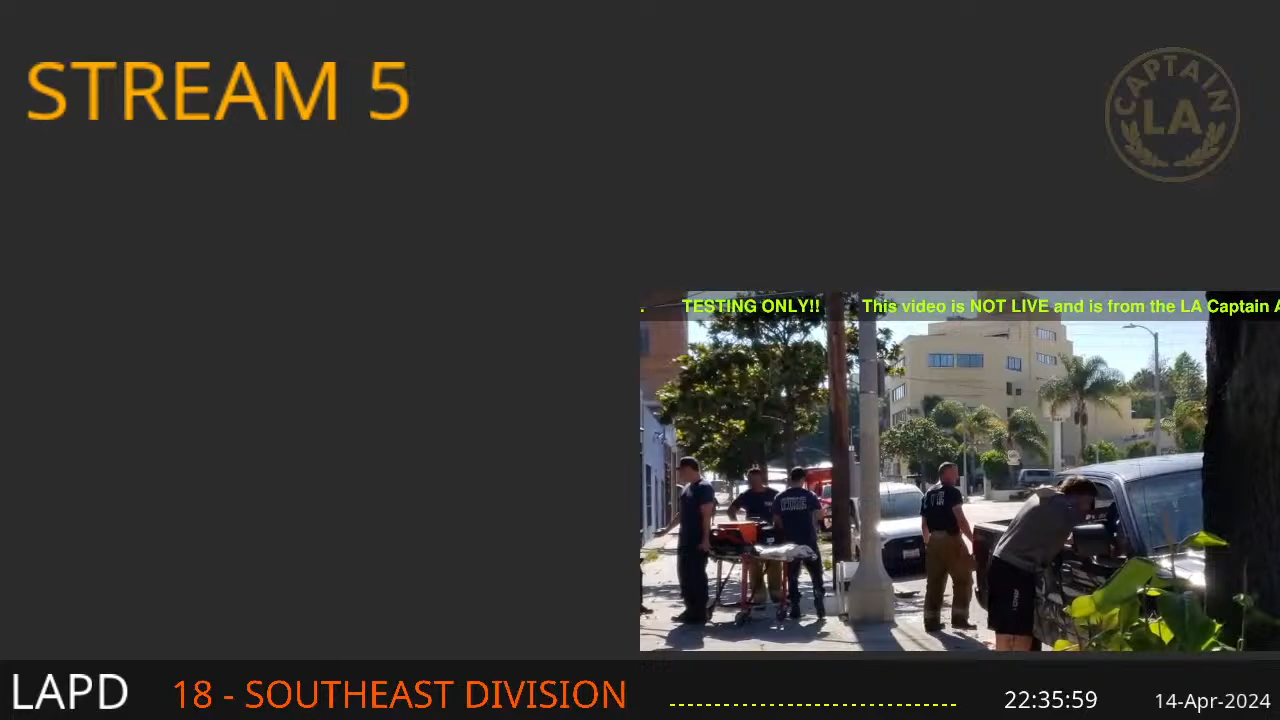 STREAM 5
CAPTAIN
LA
. TESTING ONLY!! This video is NOT LIVE and is from the LA Captain A
LAPD 18 - SOUTHEAST DIVISION ------------------------------ 22:35:59 14-Apr-2024